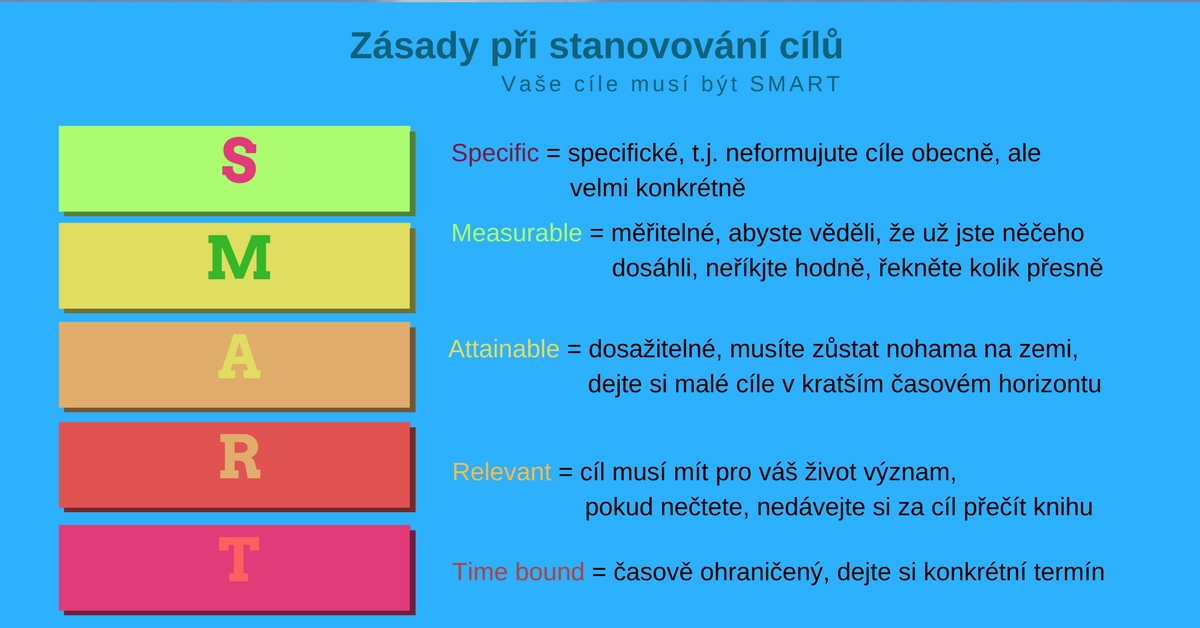 Zásady při stanovování cílů
Vaše cíle musí být SMART
S
Specific = specifické, t.j. neformujute cíle obecně, ale
velmi konkrétně
M
Measurable = měřitelné, abyste věděli, že už jste něčeho
dosáhli, neříkjte hodně, řekněte kolik přesně
A
Attainable = dosažitelné, musíte zůstat nohama na zemi,
dejte si malé cíle v kratším časovém horizontu
R
Relevant = cíl musí mít pro váš život význam,
pokud nečtete, nedávejte si za cíl přečít knihu
T
Time bound = časově ohraničený, dejte si konkrétní termín